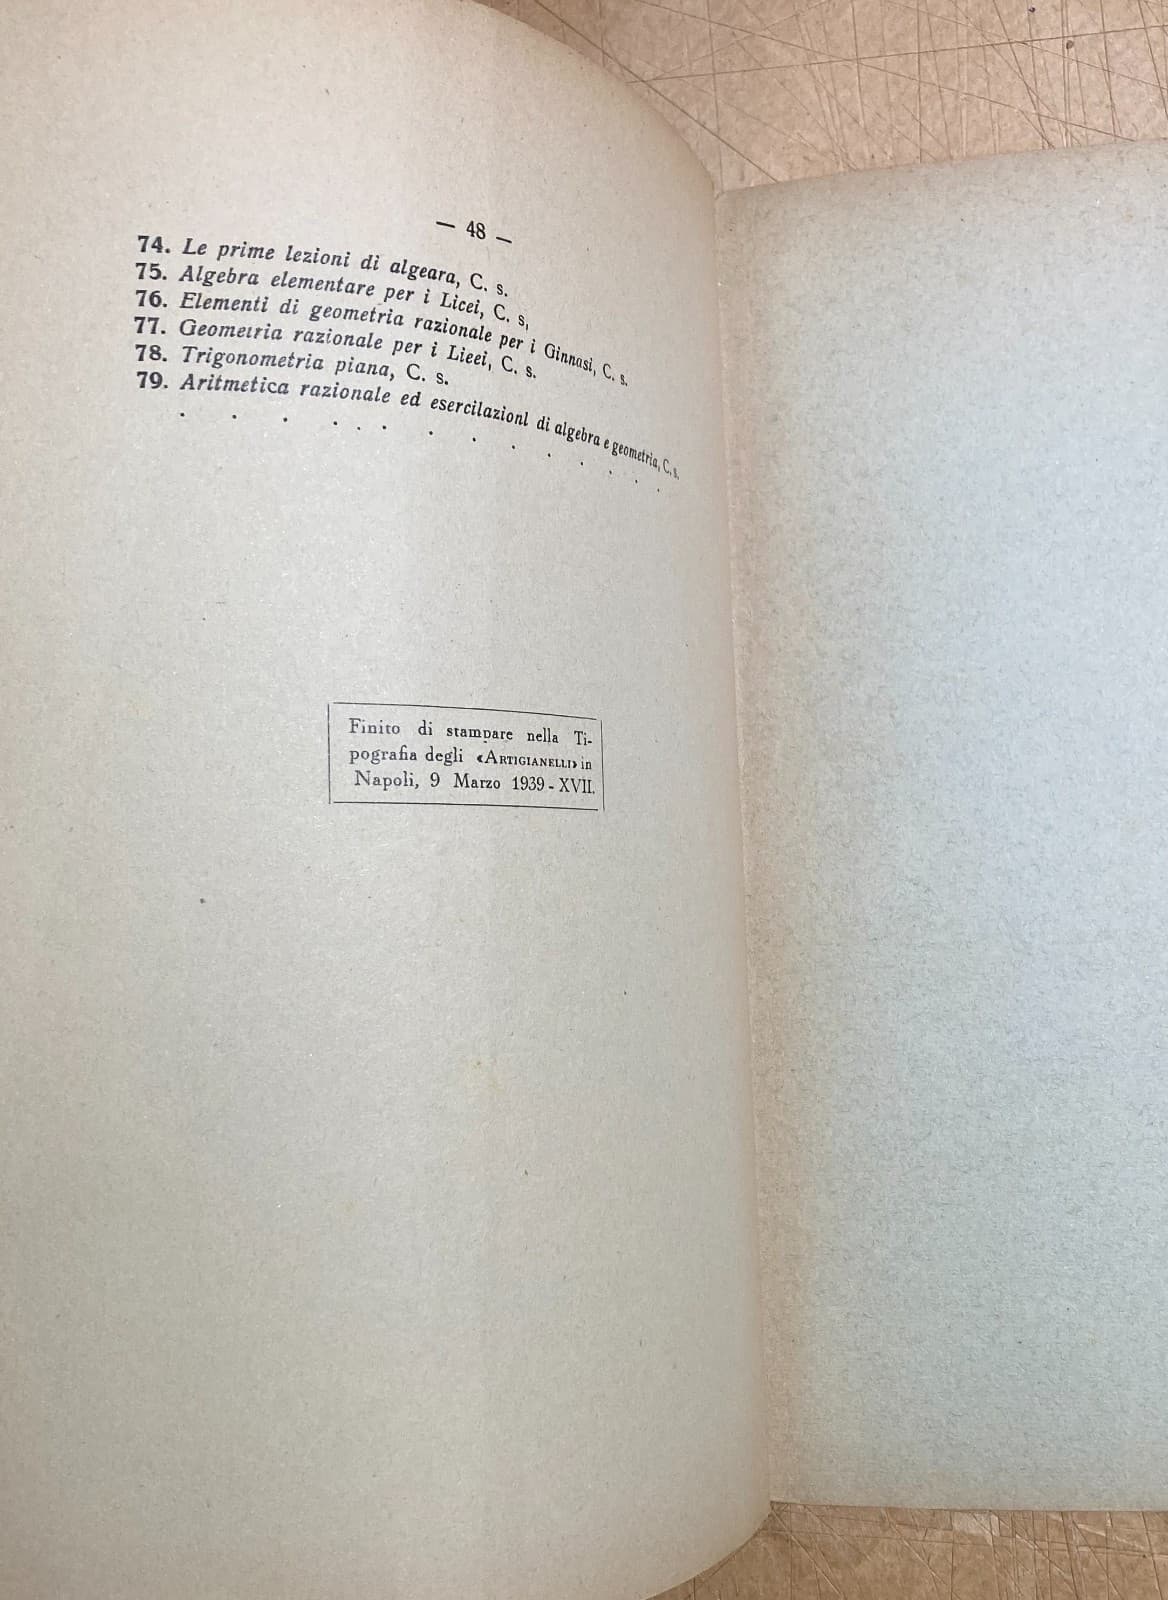 — 48 —
74. Le prime lezioni di algeara, C. s.
75. Algebra elementare per i Licei, C. s,
76. Elementi di geometria razionale per i Ginnasi, C. s.
77. Geometria razionale per i Lieei, C. s.
78. Trigonometria piana, C. s.
79. Aritmetica razionale ed esercilazionl di algebra e geometria, C. s.
. . . . . . . . . . . . . .
Finito di stampare nella Ti-
pografia degli «ARTIGIANELLI» in
Napoli, 9 Marzo 1939 - XVII.